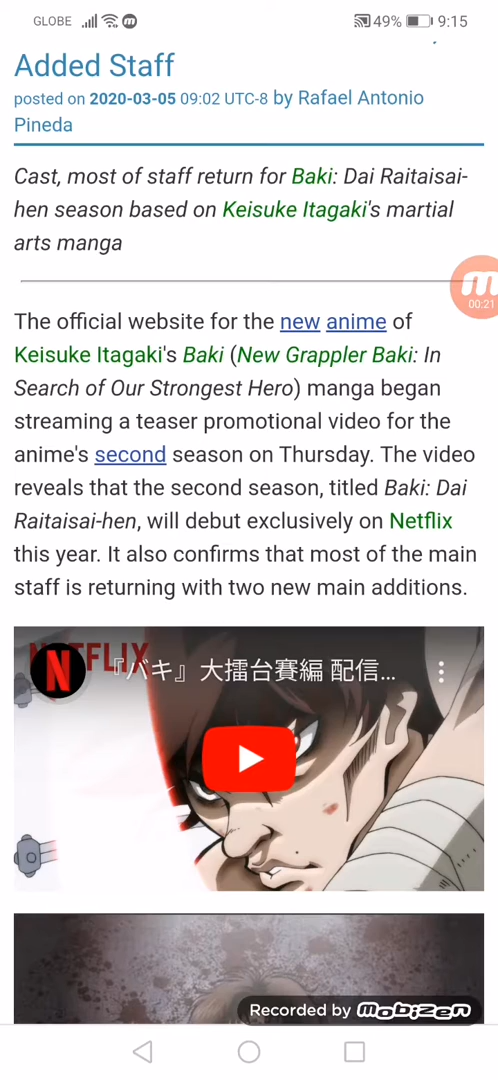 GLOBE 49% 9:15
Added Staff
posted on 2020-03-05 09:02 UTC-8 by Rafael Antonio
Pineda
Cast, most of staff return for Baki: Dai Raitaisai-
hen season based on Keisuke Itagaki's martial
arts manga
00:21
The official website for the new anime of
Keisuke Itagaki's Baki (New Grappler Baki: In
Search of Our Strongest Hero) manga began
streaming a teaser promotional video for the
anime's second season on Thursday. The video
reveals that the second season, titled Baki: Dai
Raitaisai-hen, will debut exclusively on Netflix
this year. It also confirms that most of the main
staff is returning with two new main additions.
NETFLIX
N 『バキ』大擂台賽編 配信...
Recorded by mobizen